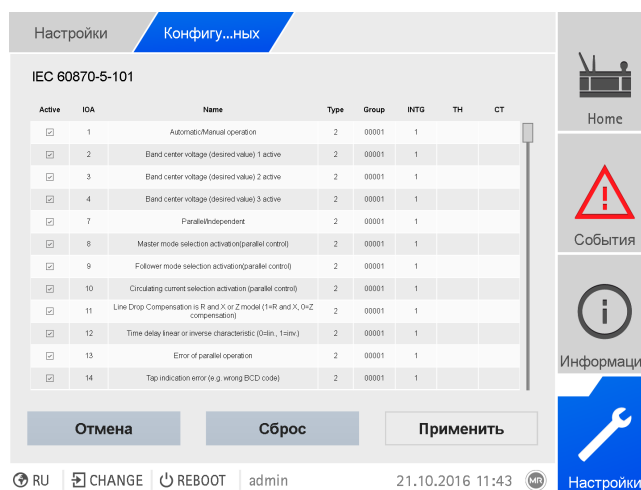 Настройки
Конфигу...ных
IEC 60870-5-101
Active IOA Name Type Group INTG TH CT
1 Automatic/Manual operation 2 00001 1
2 Band center voltage (desired value) 1 active 2 00001 1
3 Band center voltage (desired value) 2 active 2 00001 1
4 Band center voltage (desired value) 3 active 2 00001 1
7 Parallel/Independent 2 00001 1
8 Master mode selection activation(parallel control) 2 00001 1
9 Follower mode selection activation(parallel control) 2 00001 1
10 Circulating current selection activation (parallel control) 2 00001 1
11 Line Drop Compensation is R and X or Z model (1=R and X, 0=Z
compensation) 2 00001 1
12 Time delay linear or inverse characteristic (0=lin., 1=inv.) 2 00001 1
13 Error of parallel operation 2 00001 1
14 Tap indication error (e.g. wrong BCD code) 2 00001 1
Отмена
Сброс
Применить
RU CHANGE REBOOT admin 21.10.2016 11:43 MR
Home
События
Информаци
Настройки